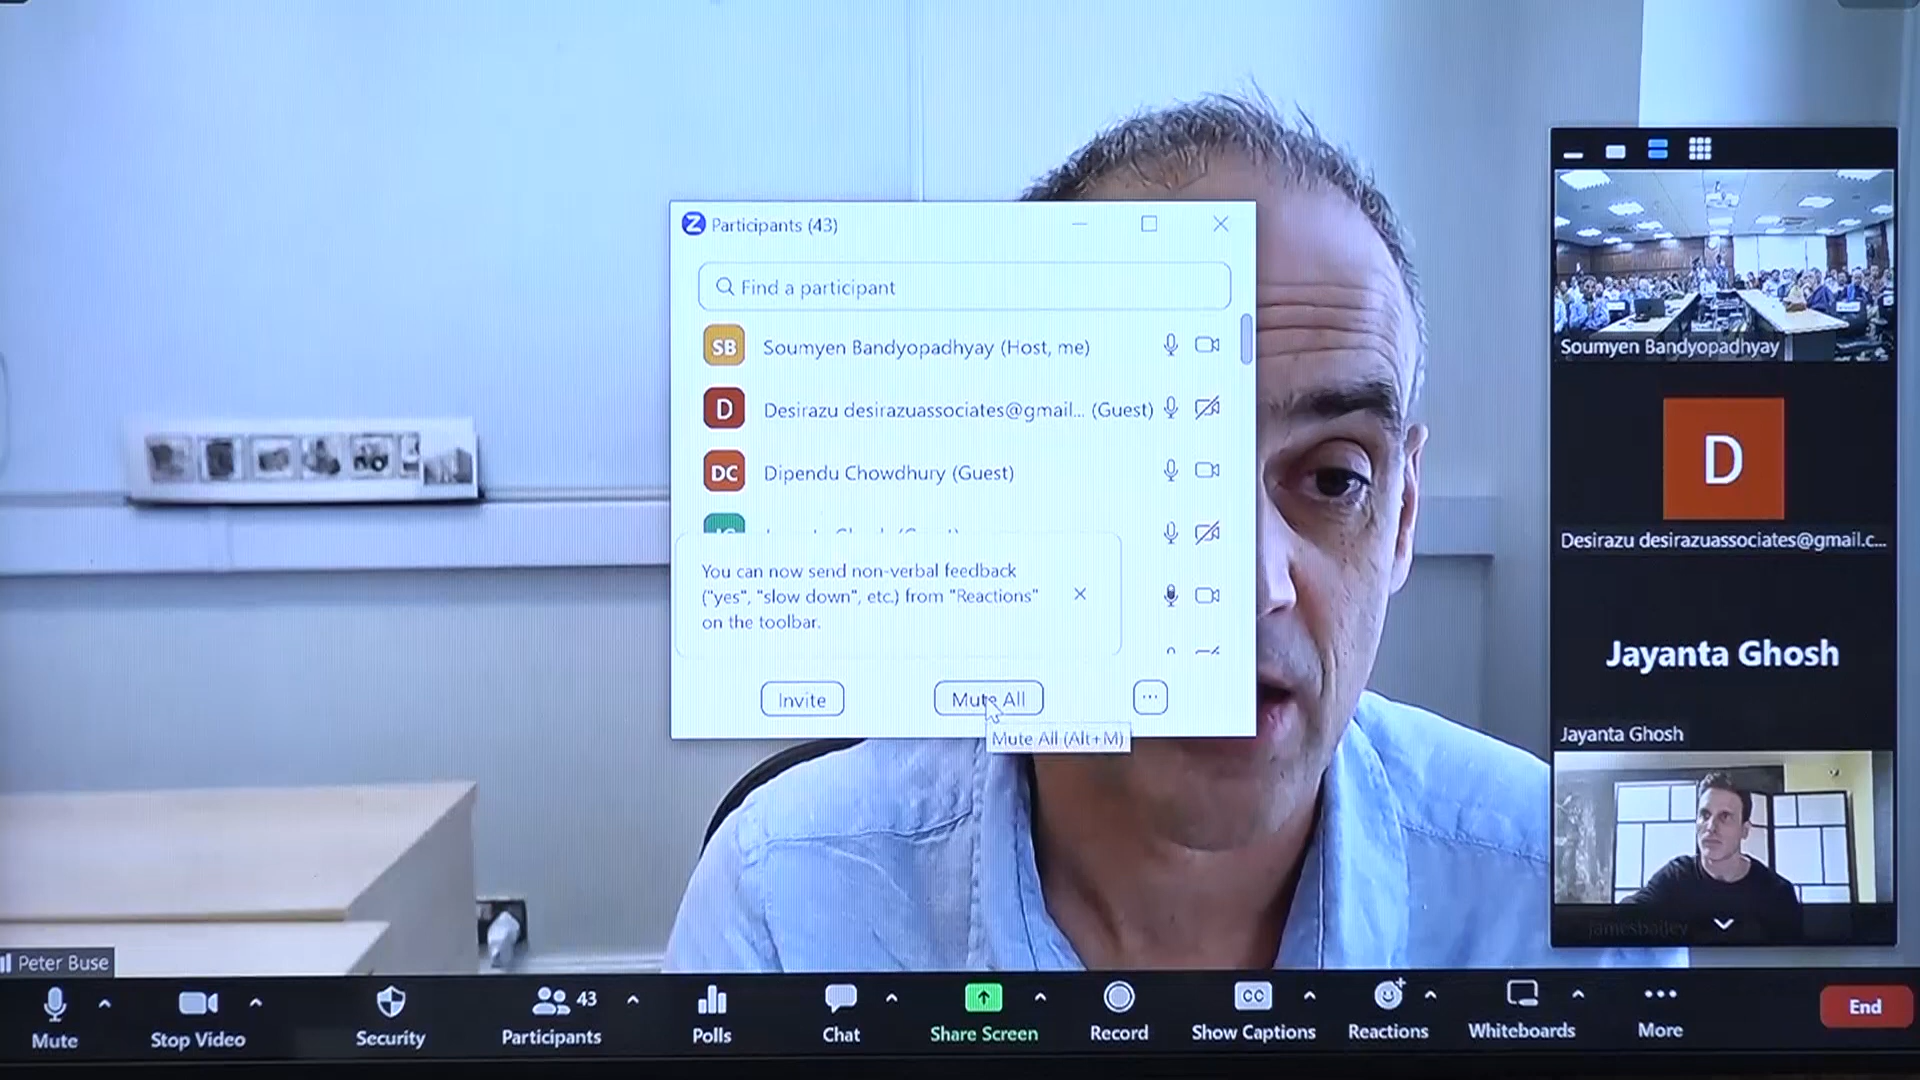 Participants (43)
Find a participant
SB Soumyen Bandyopadhyay (Host, me)
D Desirazu desirazuassociates@gmail... (Guest)
DC Dipendu Chowdhury (Guest)
You can now send non-verbal feedback
("yes", "slow down", etc.) from "Reactions"
on the toolbar.
Invite
Mute All
...
Mute All (Alt+M)
Soumyen Bandyopadhyay
D
Desirazu desirazuassociates@gmail.c...
Jayanta Ghosh
Jayanta Ghosh
jamesbailey
Peter Buse
Mute
Stop Video
Security
43
Participants
Polls
Chat
Share Screen
Record
CC
Show Captions
Reactions
Whiteboards
More
End